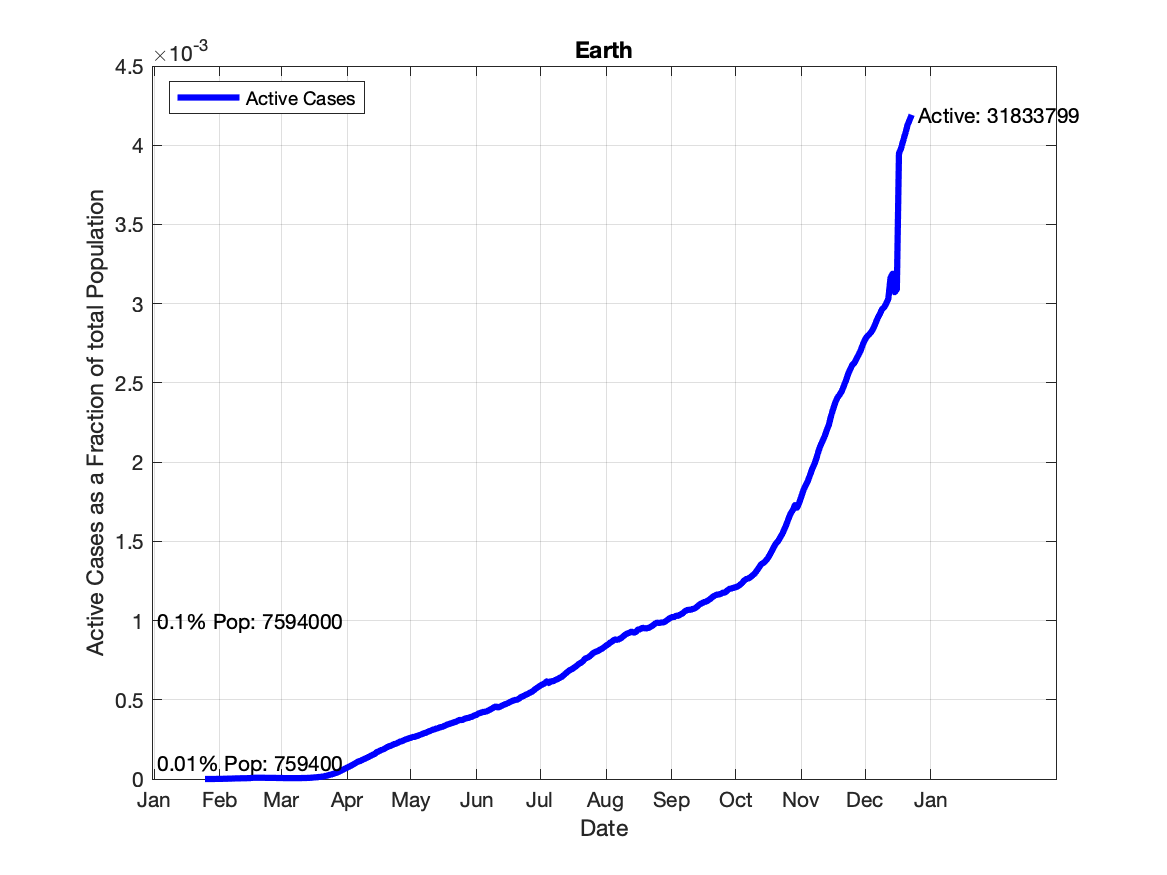 Earth
×10-3
4.5
4
3.5
3
2.5
2
1.5
1
0.5
0
Active Cases as a Fraction of total Population
Active Cases
Active: 31833799
0.1% Pop: 7594000
0.01% Pop: 759400
Jan Feb Mar Apr May Jun Jul Aug Sep Oct Nov Dec Jan
Date